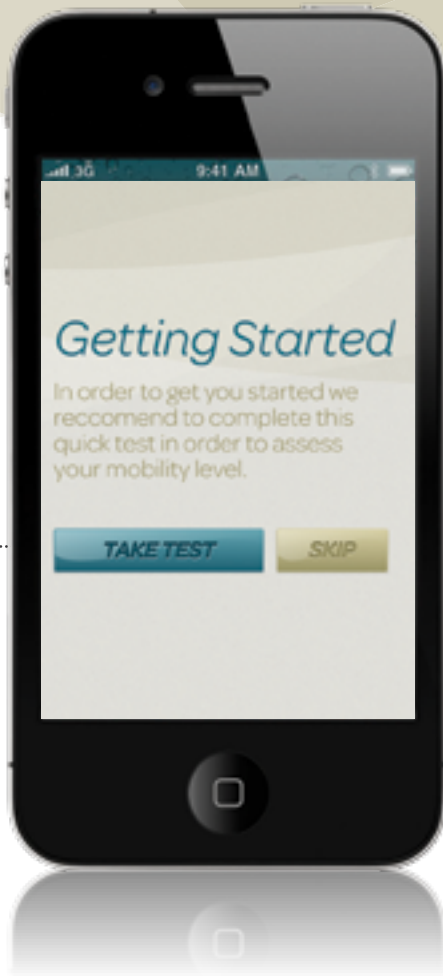 3G 9:41 AM
Getting Started
In order to get you started we
reccomend to complete this
quick test in order to assess
your mobility level.
TAKE TEST SKIP